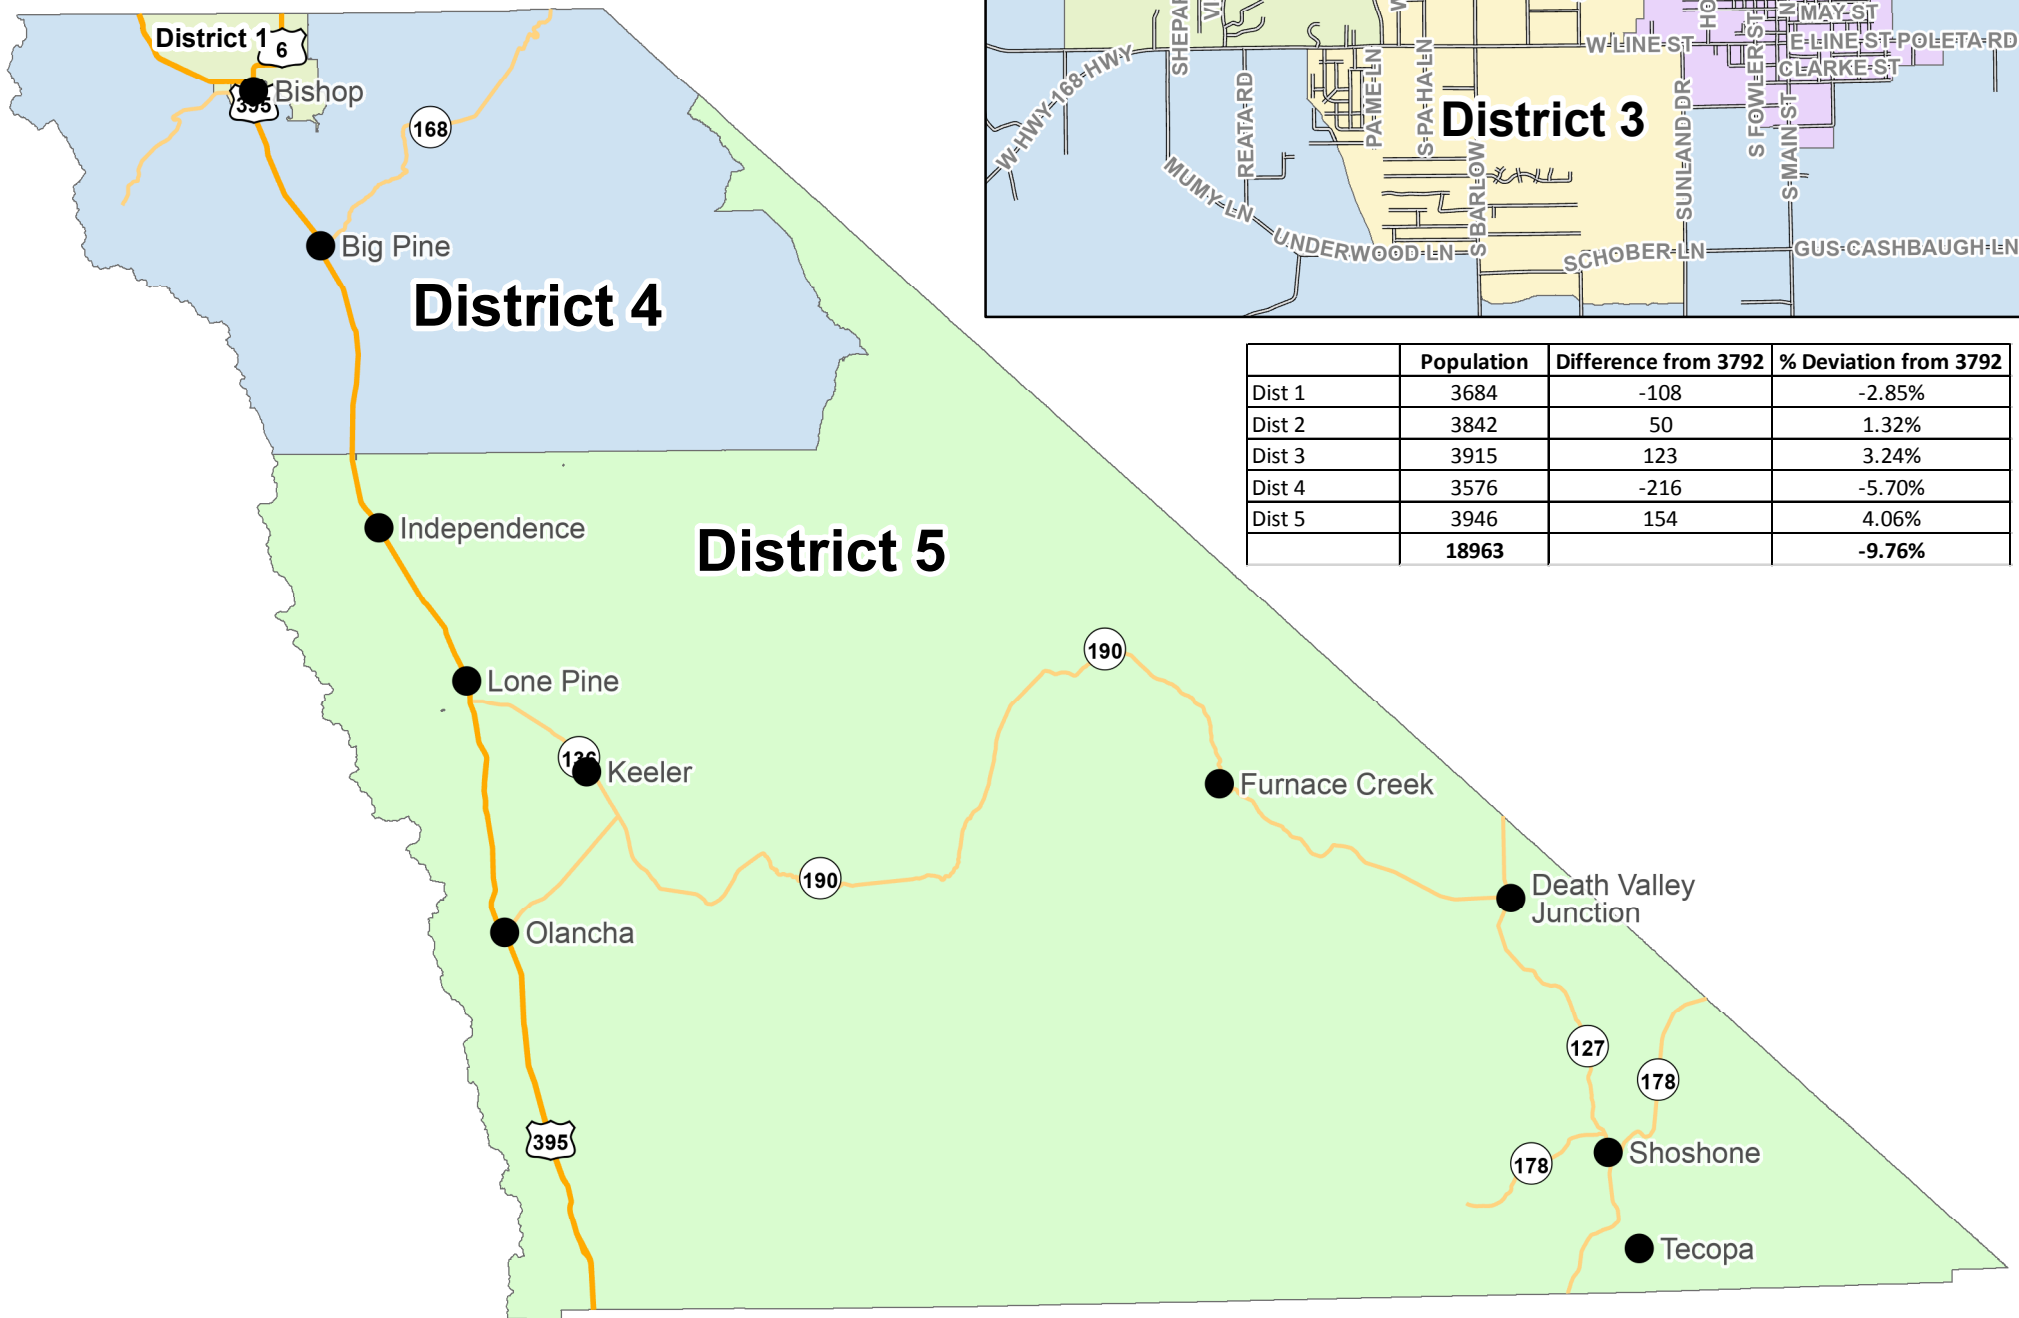 District 1
6
Bishop
395
168
Big Pine
District 4
Independence
District 5
Lone Pine
190
Keeler
Furnace Creek
190
Death Valley
Junction
Olancha
127
178
395
Shoshone
178
Tecopa
MAY ST
W LINE ST
E LINE ST
POLETA RD
CLARKE ST
W HWY 168 HWY
REATA RD
PA ME LN
S PA HA LN
District 3
S FOWLER ST
S MAIN ST
SUNLAND DR
S BARLOW
MUMY LN
UNDERWOOD LN
SCHOBER LN
GUS CASHBAUGH LN
Population Difference from 3792 % Deviation from 3792
Dist 1 3684 -108 -2.85%
Dist 2 3842 50 1.32%
Dist 3 3915 123 3.24%
Dist 4 3576 -216 -5.70%
Dist 5 3946 154 4.06%
18963 -9.76%